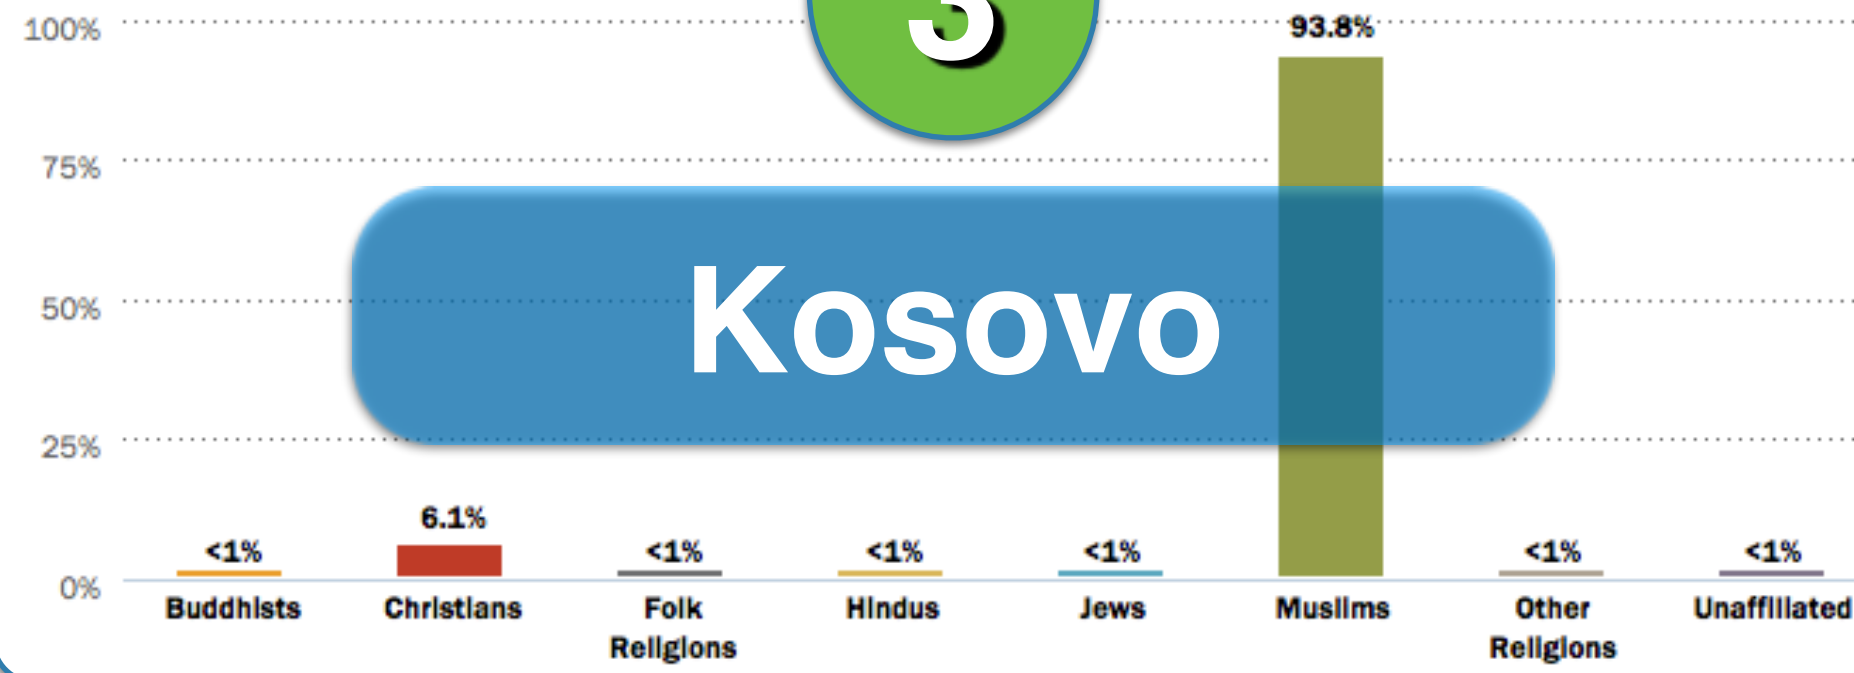 3
100%
93.8%
75%
Kosovo
50%
25%
6.1%
<1% <1% <1% <1% <1% <1%
0%
Buddhists Christians Folk Religions Hindus Jews Muslims Other Religions Unaffiliated